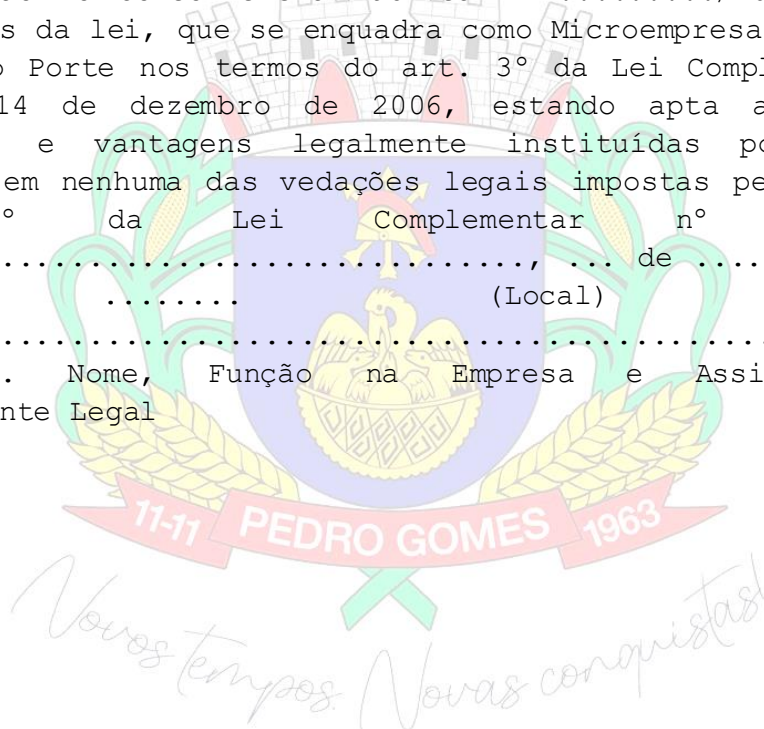 s da lei, que se enquadra como Microempresa
o Porte nos termos do art. 3º da Lei Compl
14 de dezembro de 2006, estando apta a
e vantagens legalmente instituídas po
em nenhuma das vedações legais impostas pe
º da Lei Complementar nº
................................, ... de ....
........ (Local)
..............................................
. Nome, Função na Empresa e Assi
nte Legal
11-11 PEDRO GOMES 1963
Novos tempos. Novas conquistas!